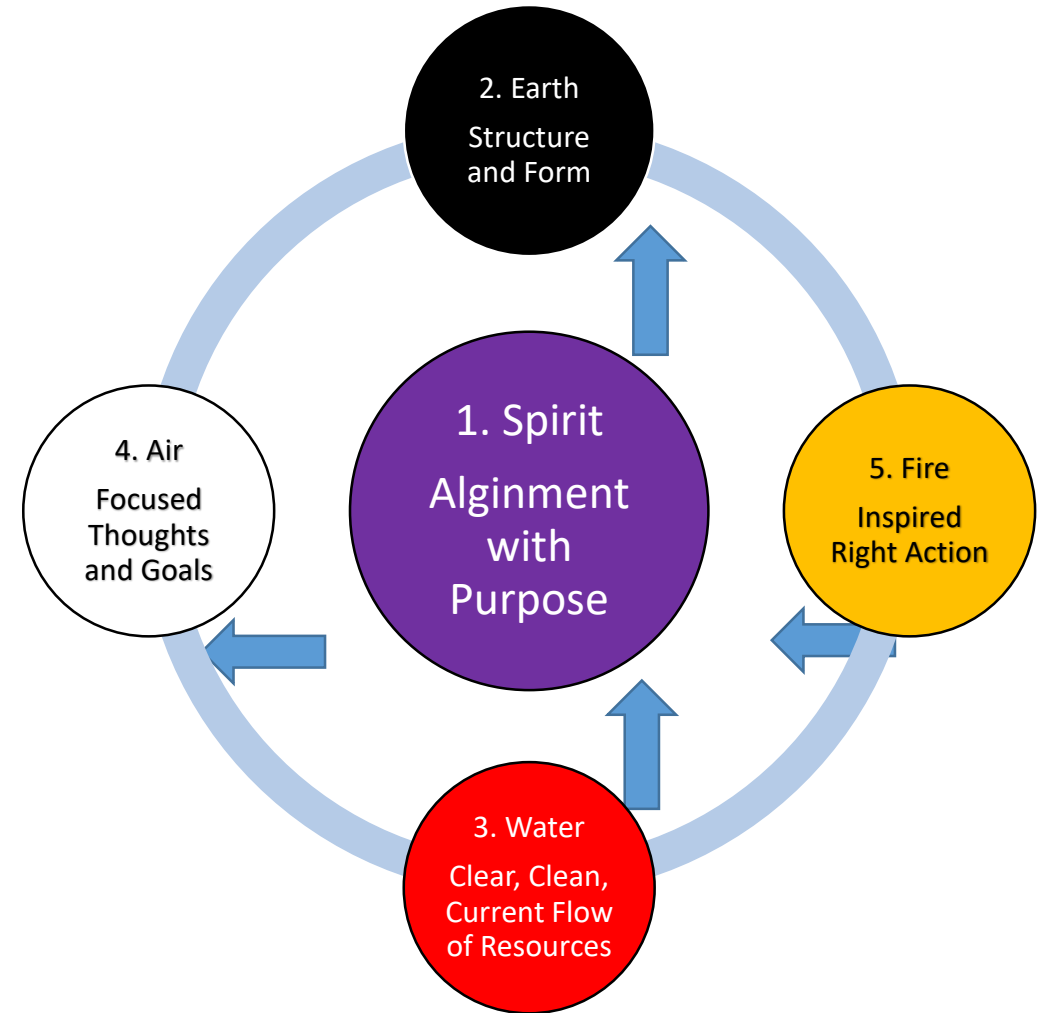 2. Earth
Structure
and Form
1. Spirit
Alginment
with
Purpose
4. Air
Focused
Thoughts
and Goals
5. Fire
Inspired
Right Action
3. Water
Clear, Clean,
Current Flow
of Resources